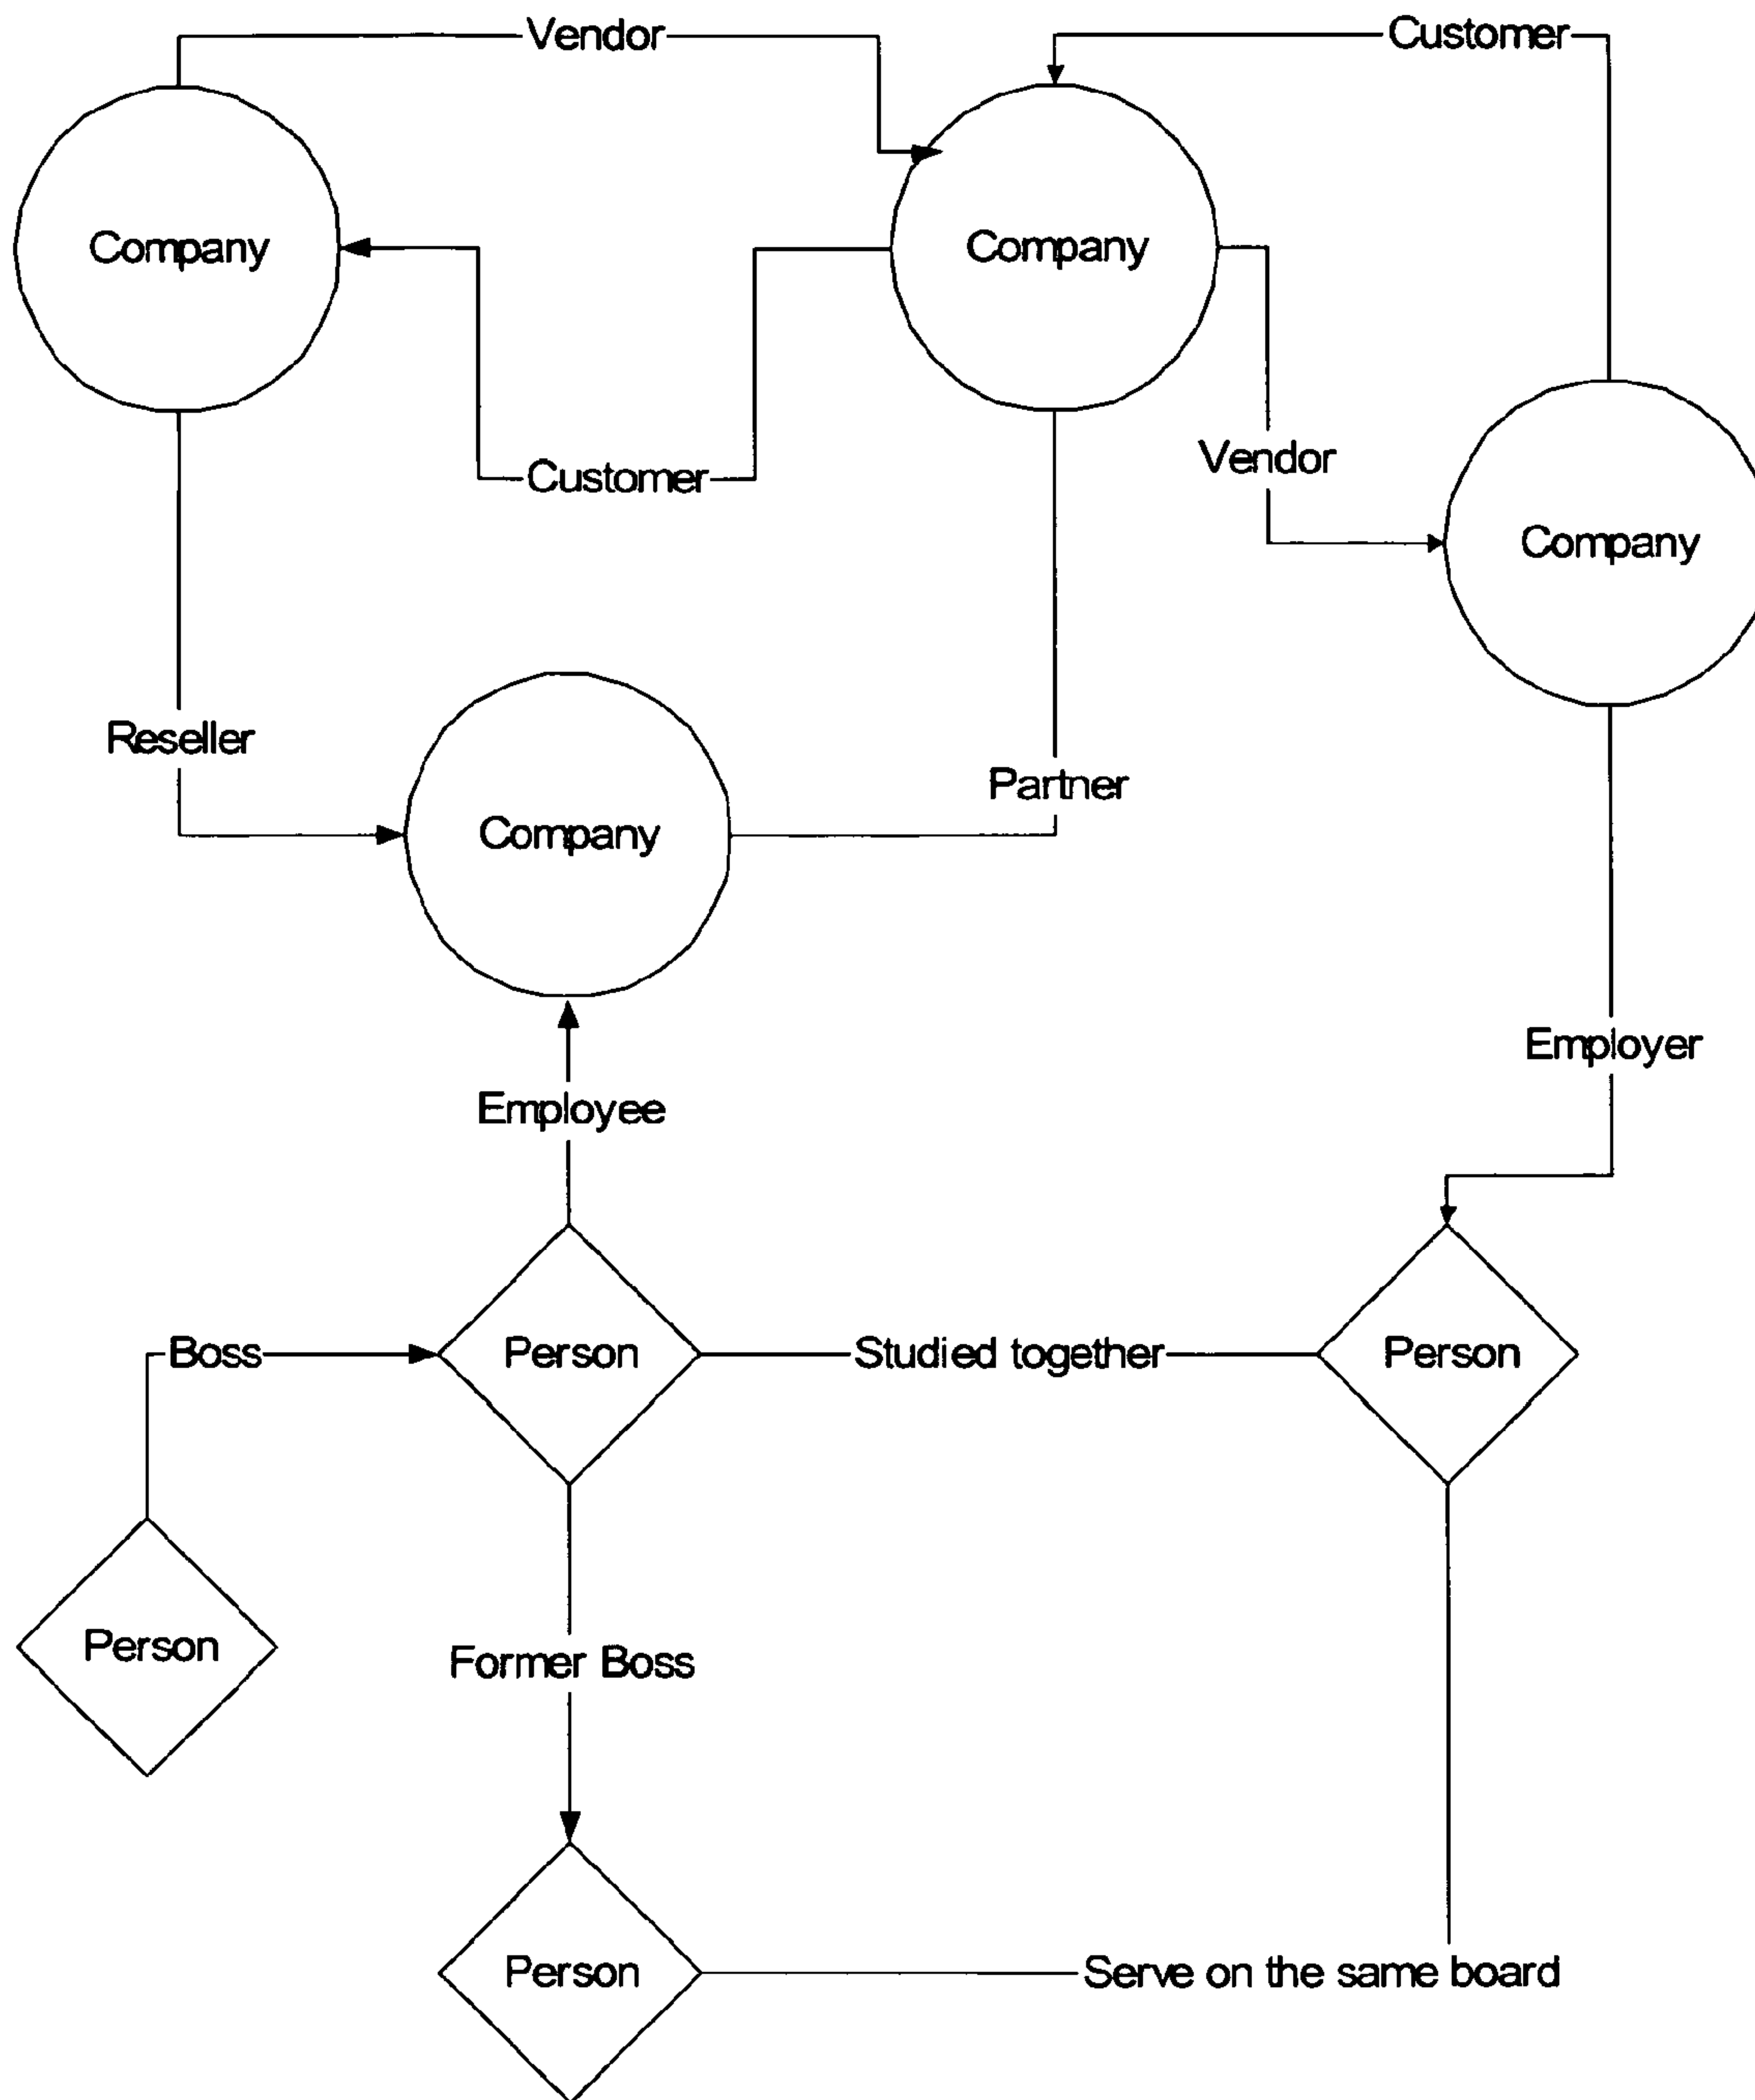 Vendor
Customer
Company
Company
Customer
Vendor
Company
Reseller
Partner
Company
Employer
Employee
Boss
Person
Studied together
Person
Person
Former Boss
Person
Serve on the same board